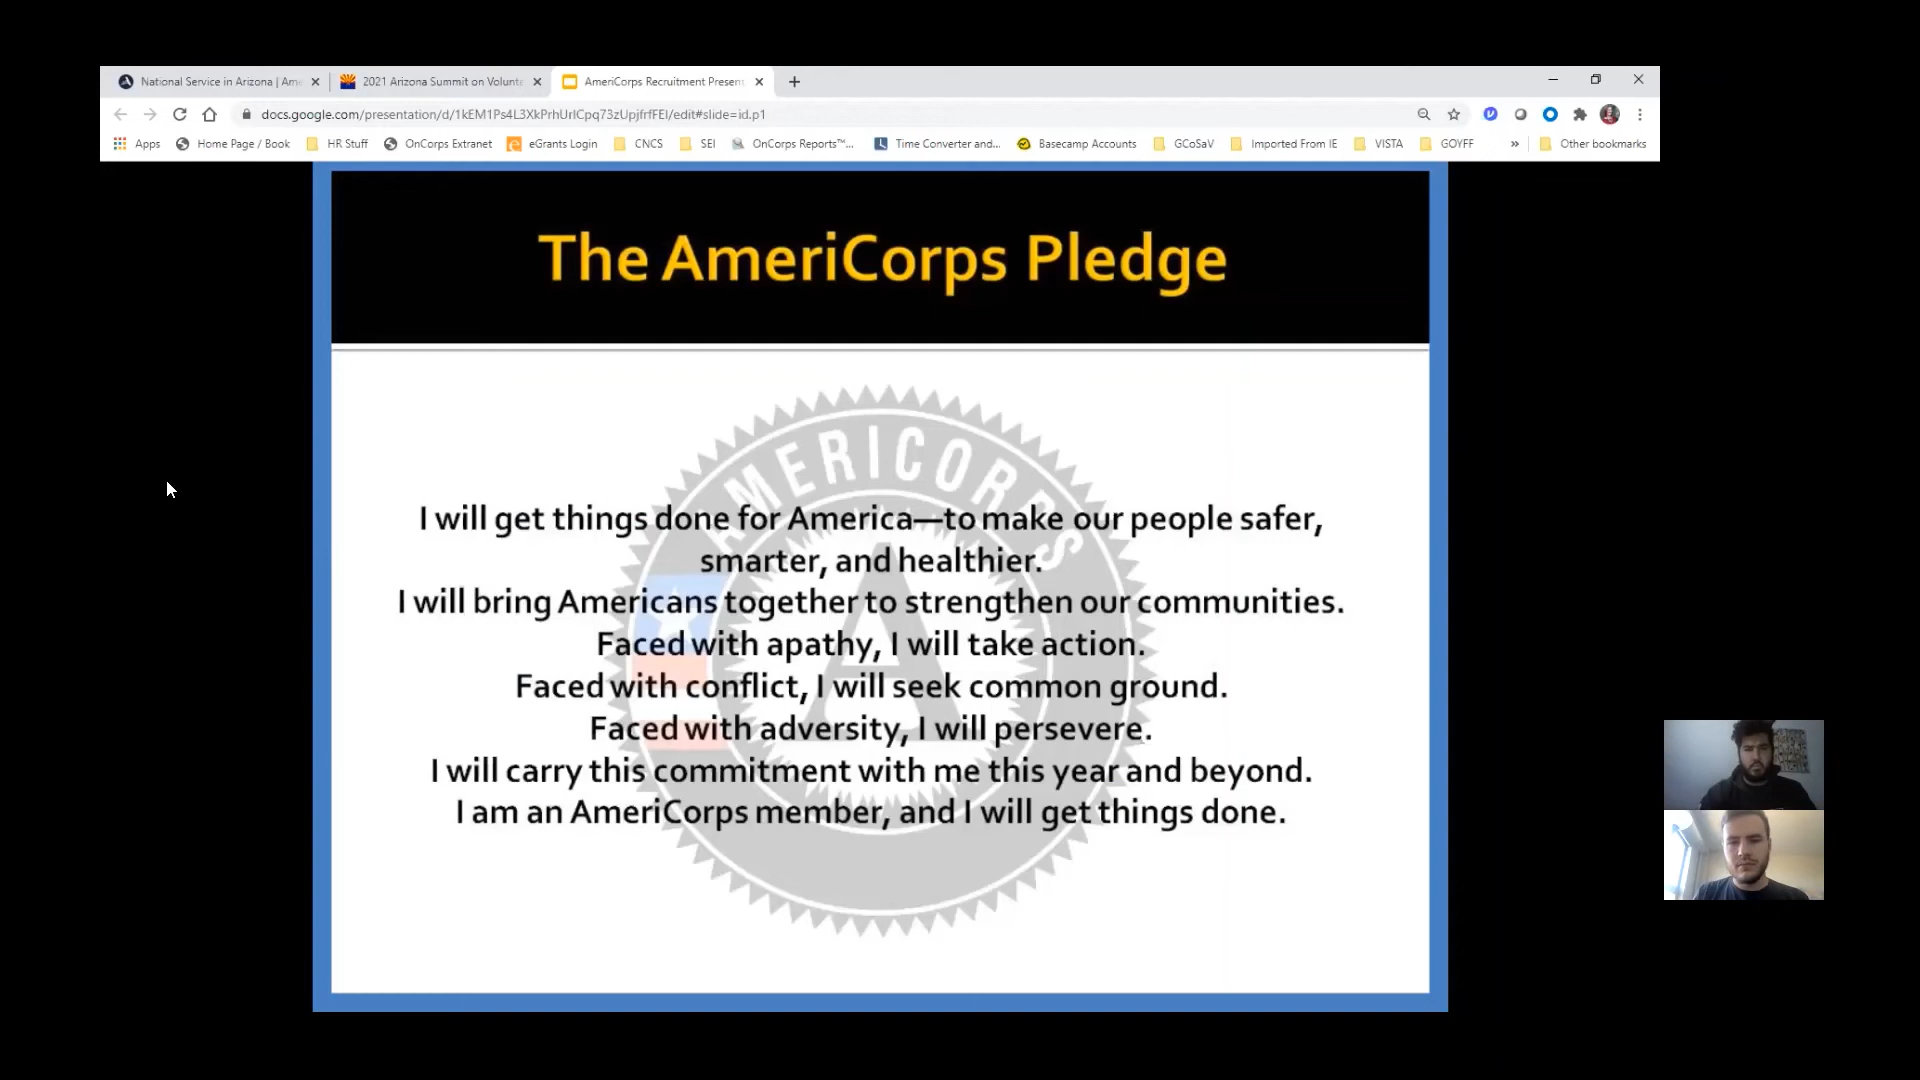 National Service in Arizona | Ame
2021 Arizona Summit on Volunte
AmeriCorps Recruitment Present
docs.google.com/presentation/d/1kEM1Ps4L3XkPrhUrlCpq73zUpjfrfFEI/edit#slide=id.p1
Apps
Home Page / Book
HR Stuff
OnCorps Extranet
eGrants Login
CNCS
SEI
OnCorps Reports™...
Time Converter and...
Basecamp Accounts
GCoSaV
Imported From IE
VISTA
GOYFF
»
Other bookmarks
The AmeriCorps Pledge
AMERICORPS
A
I will get things done for America—to make our people safer,
smarter, and healthier.
I will bring Americans together to strengthen our communities.
Faced with apathy, I will take action.
Faced with conflict, I will seek common ground.
Faced with adversity, I will persevere.
I will carry this commitment with me this year and beyond.
I am an AmeriCorps member, and I will get things done.